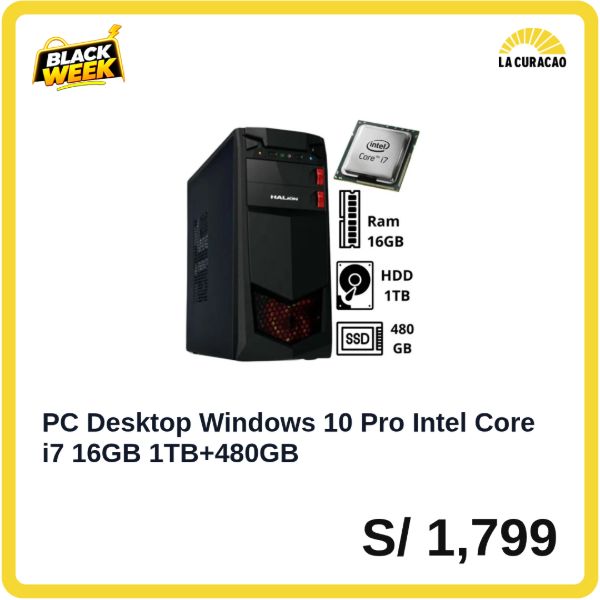 BLACK
WEEK
LA CURACAO
intel
Core™ i7
HALION
Ram
16GB
HDD
1TB
SSD
480
GB
PC Desktop Windows 10 Pro Intel Core
i7 16GB 1TB+480GB
S/ 1,799